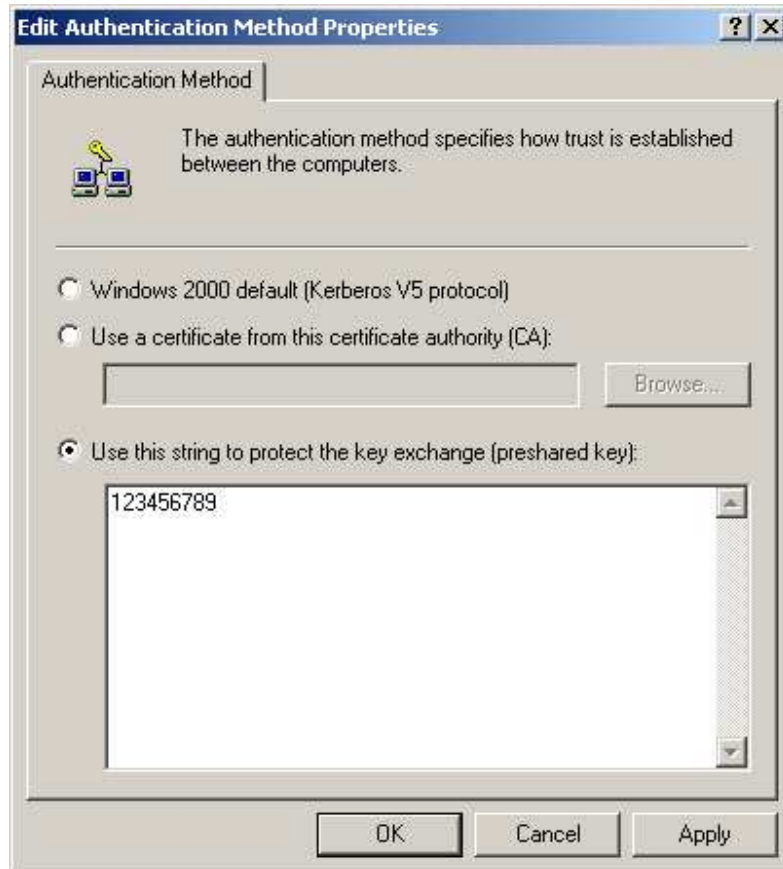 Edit Authentication Method Properties
Authentication Method
The authentication method specifies how trust is established
between the computers.
Windows 2000 default (Kerberos V5 protocol)
Use a certificate from this certificate authority (CA):
Browse...
Use this string to protect the key exchange (preshared key):
123456789
OK Cancel Apply